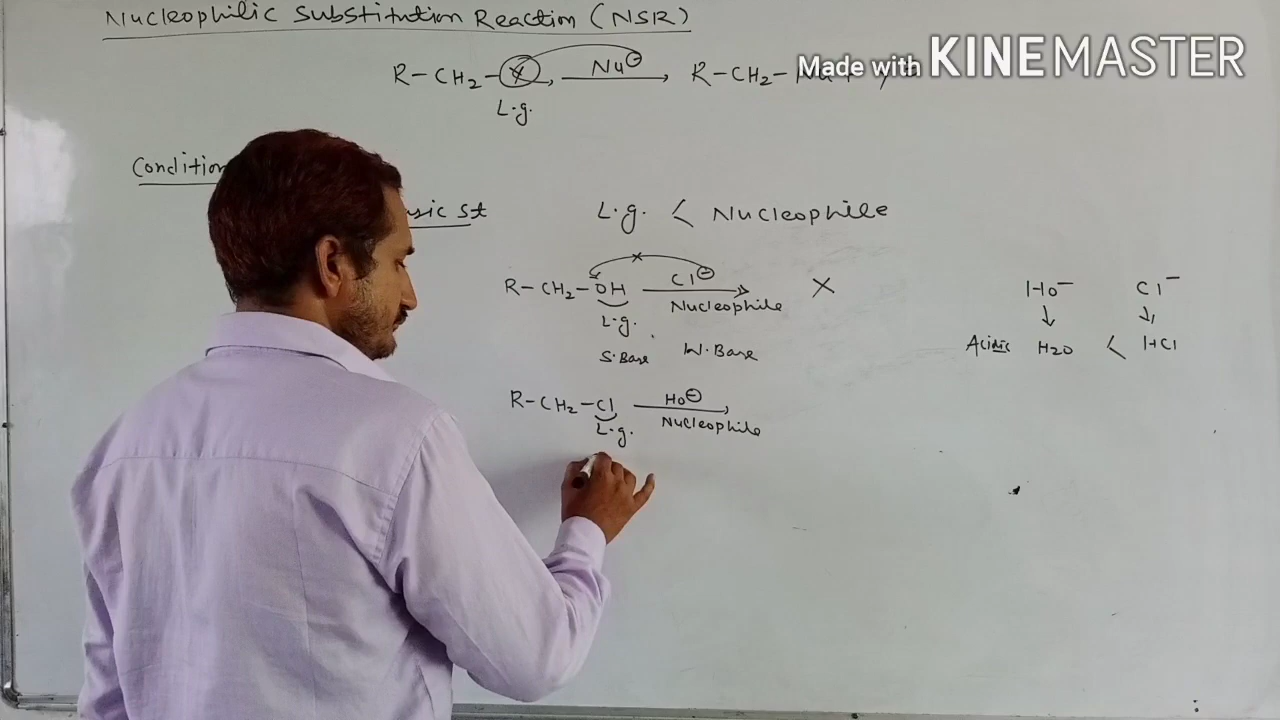 Nucleophilic Substitution Reaction (NSR)
Made with KINEMASTER
R-CH2-X Nu⊖ R-CH2-
L.g.
Condition
St
L.g. < Nucleophile
R-CH2-OH Cl⊖ X
Nucleophile
L.g.
S.Base W.Base
HO⁻ Cl⁻
Acidic H2O < HCl
R-CH2-Cl HO⊖
Nucleophile
L.g.